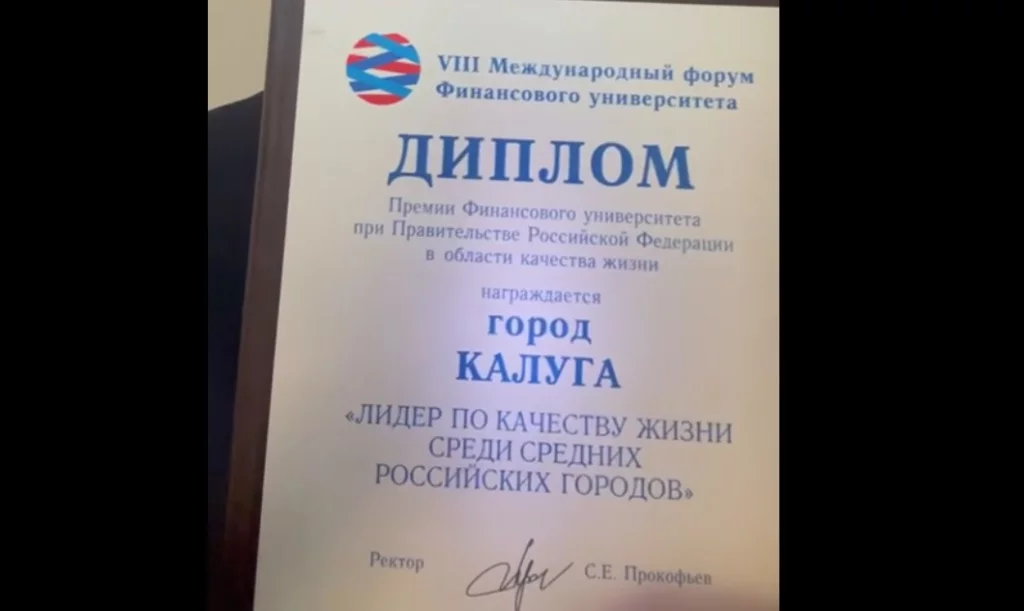 VIII Международный форум
Финансового университета
ДИПЛОМ
Премии Финансового университета
при Правительстве Российской Федерации
в области качества жизни
награждается
город
КАЛУГА
«ЛИДЕР ПО КАЧЕСТВУ ЖИЗНИ
СРЕДИ СРЕДНИХ
РОССИЙСКИХ ГОРОДОВ»
Ректор С.Е. Прокофьев